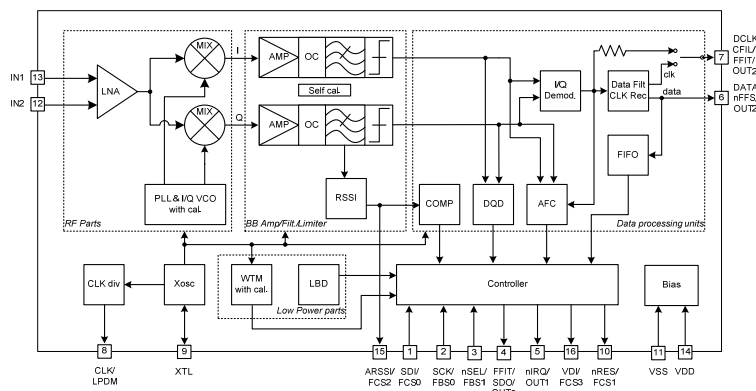 DCLK/
CFIL/
FFIT/
OUT2
7
MIX
I
AMP
OC
IN1
13
LNA
Self cal.
I/Q
Demod.
clk
Data Filt
CLK Rec
data
6
DATA/
nFFS/
OUT2
IN2
12
MIX
Q
AMP
OC
FIFO
PLL & I/Q VCO
with cal.
RSSI
COMP
DQD
AFC
RF Parts
BB Amp/Filt./Limiter
Data processing units
CLK div
Xosc
WTM
with cal.
LBD
Low Power parts
Controller
Bias
8
9
15
1
2
3
4
5
16
10
11
14
CLK/
LPDM
XTL
ARSSI/
FCS2
SDI/
FCS0
SCK/
FBS0
nSEL/
FBS1
FFIT/
SDO/
nIRQ/
OUT1
VDI/
FCS3
nRES/
FCS1
VSS
VDD